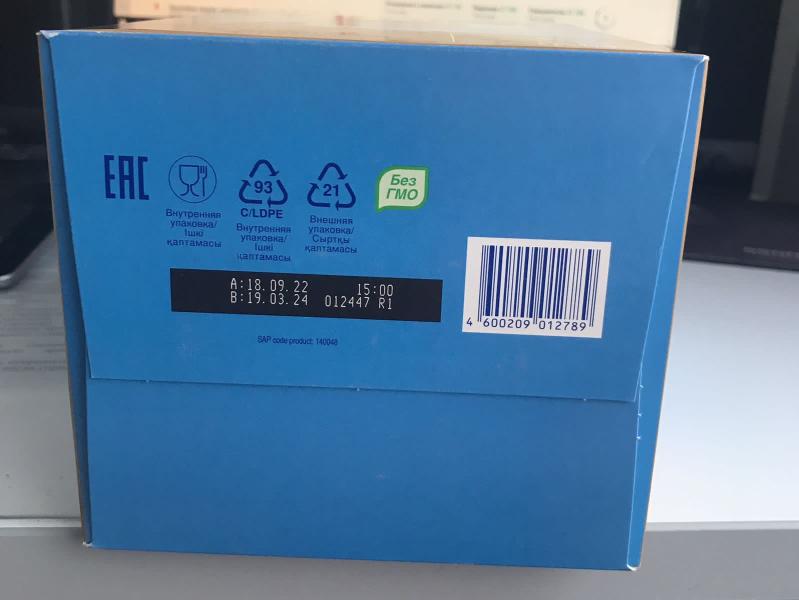 EAC
Внутренняя
упаковка/
Ішкі
қаптамасы
93
C/LDPE
Внутренняя
упаковка/
Ішкі
қаптамасы
21
Внешняя
упаковка/
Сыртқы
қаптамасы
Без
ГМО
A:18.09.22 15:00
B:19.03.24 012447 R1
SAP code product: 140048
4 600209 012789